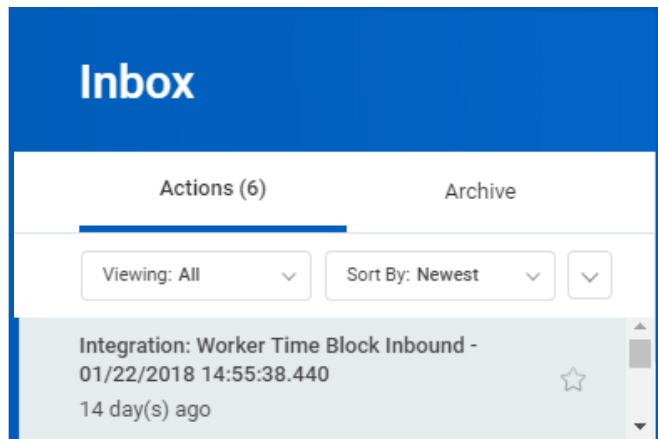 Inbox
Actions (6)
Archive
Viewing: All
Sort By: Newest
Integration: Worker Time Block Inbound -
01/22/2018 14:55:38.440
14 day(s) ago